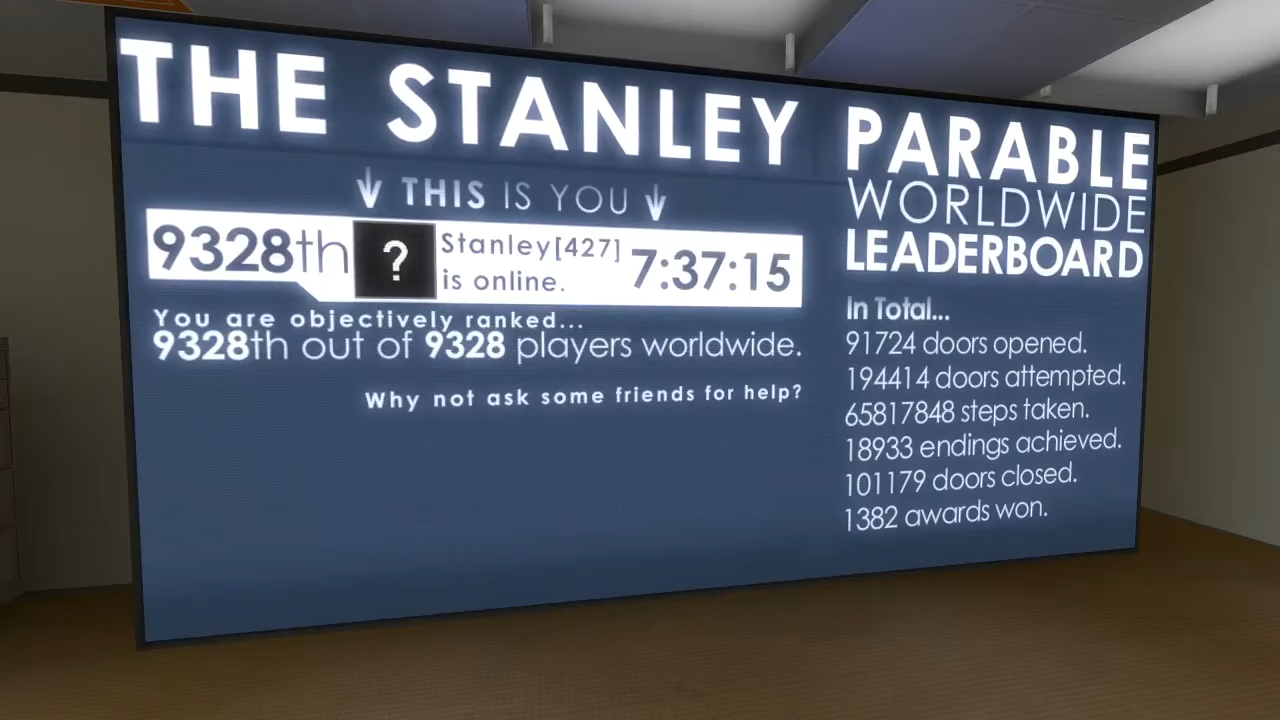 THE STANLEY PARABLE
WORLDWIDE
LEADERBOARD
THIS IS YOU
9328th ? Stanley[427] is online. 7:37:15
You are objectively ranked...
9328th out of 9328 players worldwide.
Why not ask some friends for help?
In Total...
91724 doors opened.
194414 doors attempted.
65817848 steps taken.
18933 endings achieved.
101179 doors closed.
1382 awards won.